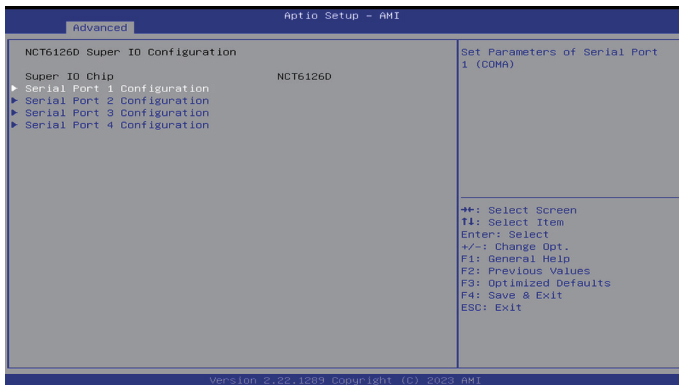 Aptio Setup – AMI
Advanced
NCT6126D Super IO Configuration
Super IO Chip NCT6126D
► Serial Port 1 Configuration
► Serial Port 2 Configuration
► Serial Port 3 Configuration
► Serial Port 4 Configuration
Set Parameters of Serial Port
1 (COMA)
→←: Select Screen
↑↓: Select Item
Enter: Select
+/-: Change Opt.
F1: General Help
F2: Previous Values
F3: Optimized Defaults
F4: Save & Exit
ESC: Exit
Version 2.22.1289 Copyright (C) 2023 AMI